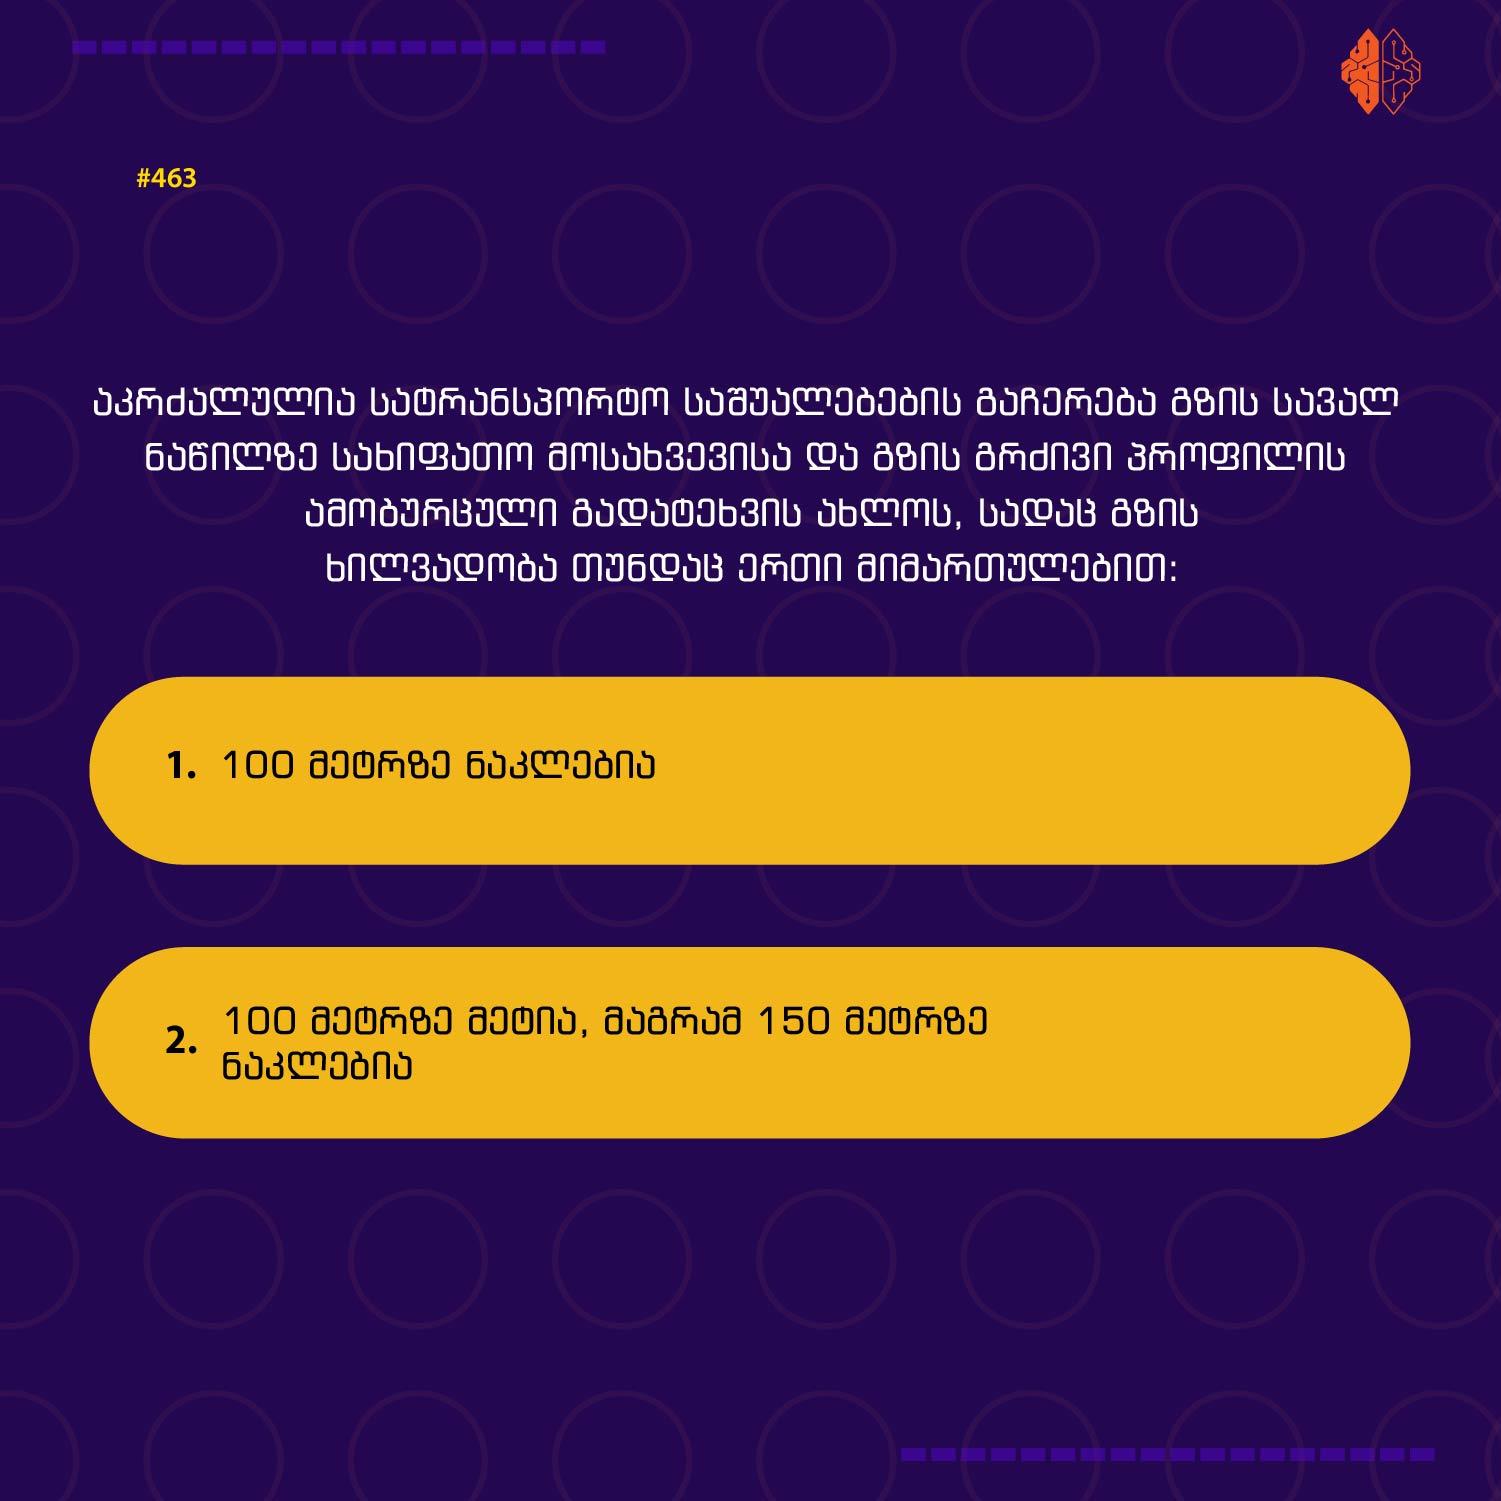 #463
აკრძალულია სატრანსპორტო საშუალებების გაჩერება გზის სავალ
ნაწილზე სახიფათო მოსახვევისა და გზის გრძივი პროფილის
ამობურცული გადატეხვის ახლოს, სადაც გზის
ხილვადობა თუნდაც ერთი მიმართულებით:
1. 100 მეტრზე ნაკლებია
2. 100 მეტრზე მეტია, მაგრამ 150 მეტრზე
ნაკლებია